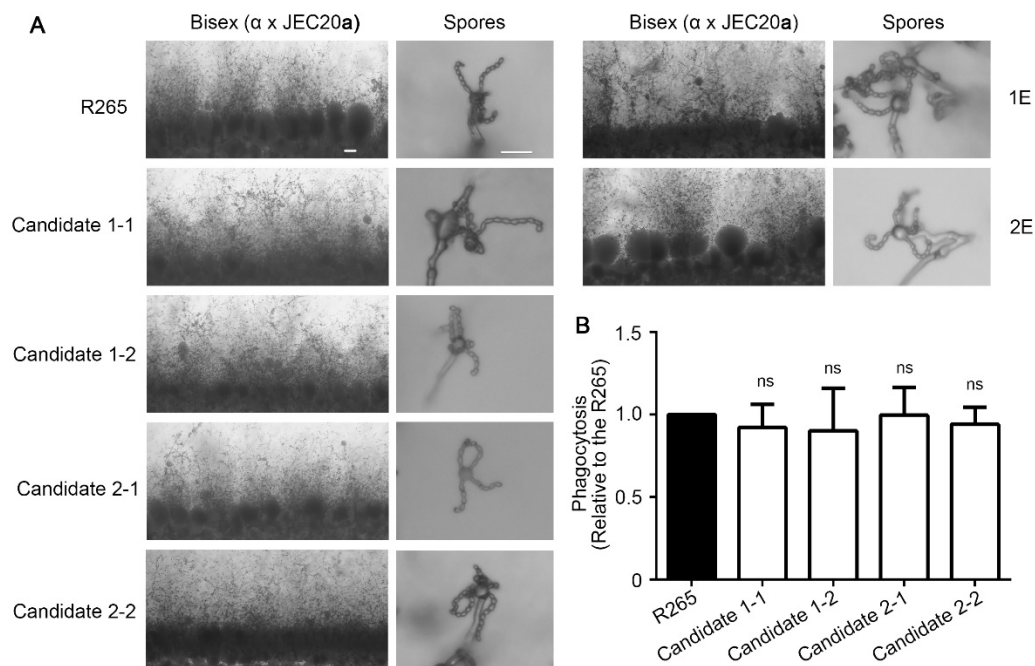 A
Bisex (α x JEC20a)
Spores
Bisex (α x JEC20a)
Spores
R265
1E
Candidate 1-1
2E
Candidate 1-2
Candidate 2-1
Candidate 2-2
B
Phagocytosis
(Relative to the R265)
1.5
1.0
0.5
0
ns
ns
ns
ns
R265
Candidate 1-1
Candidate 1-2
Candidate 2-1
Candidate 2-2